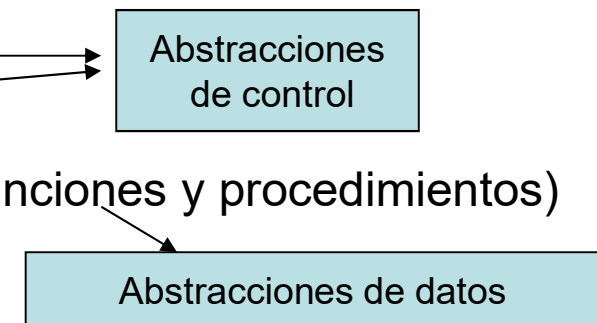 Abstracciones
de control
nciones y procedimientos)
Abstracciones de datos